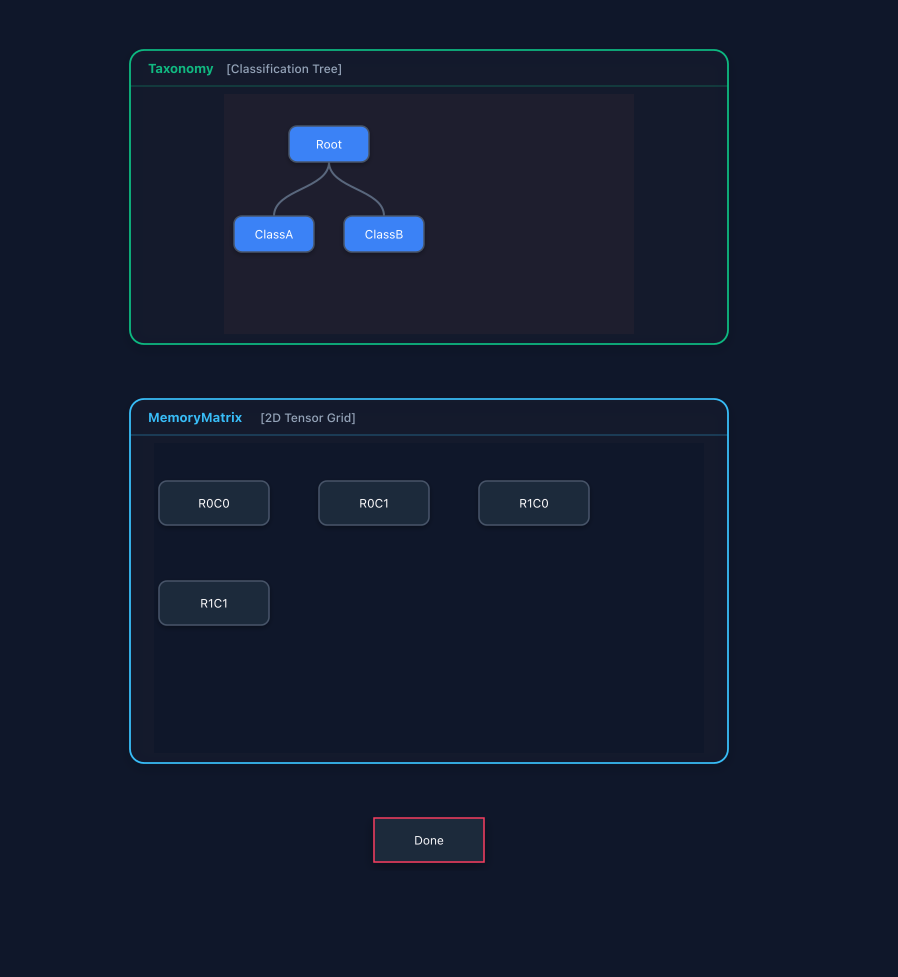 Taxonomy [Classification Tree]
Root
ClassA ClassB
MemoryMatrix [2D Tensor Grid]
R0C0 R0C1 R1C0
R1C1
Done